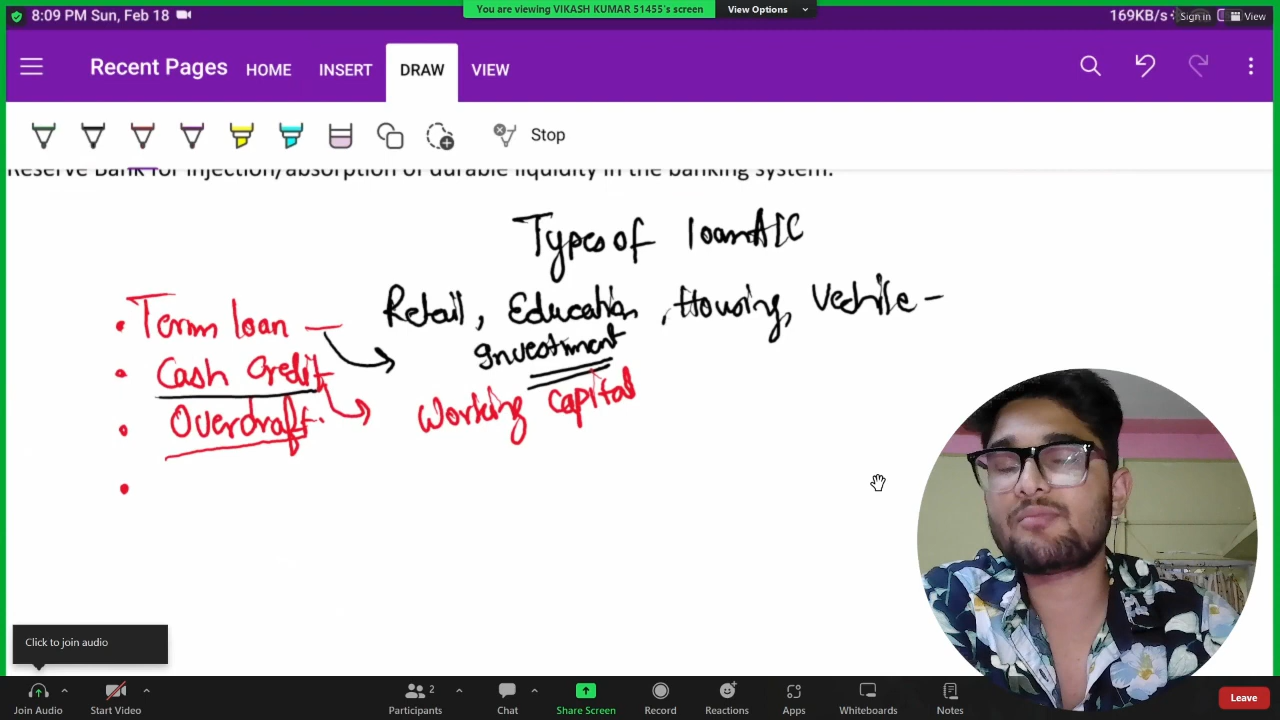 You are viewing VIKASH KUMAR 51455's screen View Options
8:09 PM Sun, Feb 18
169KB/s
Sign in View
Recent Pages HOME INSERT DRAW VIEW
Stop
Reserve Bank for injection/absorption of durable liquidity in the banking system.
Types of loan A/C
• Term loan — Retail, Education, Housing, Vechile –
Investment
• Cash Credit
Working Capital
• Overdraft.
•
Click to join audio
2
Join Audio Start Video Participants Chat Share Screen Record Reactions Apps Whiteboards Notes Leave